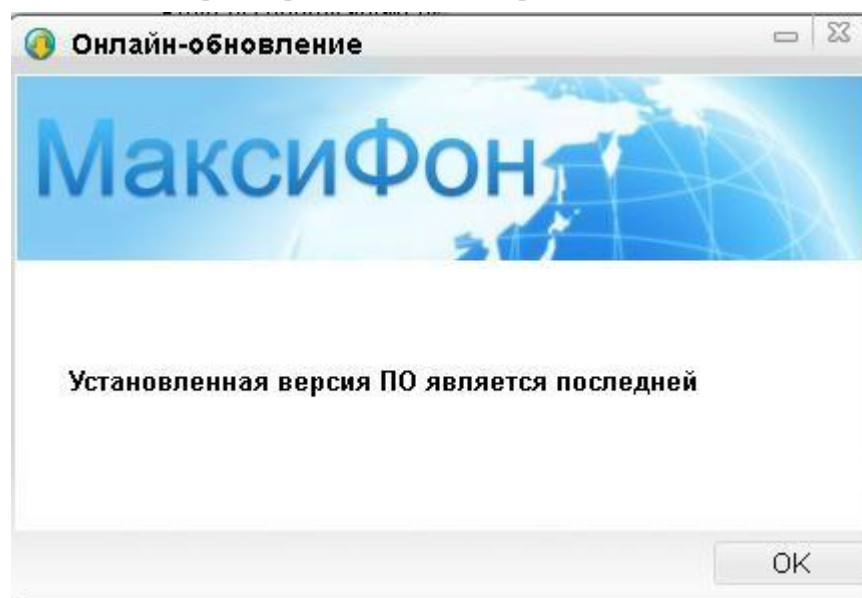 Онлайн-обновление
МаксиФон
Установленная версия ПО является последней
OK